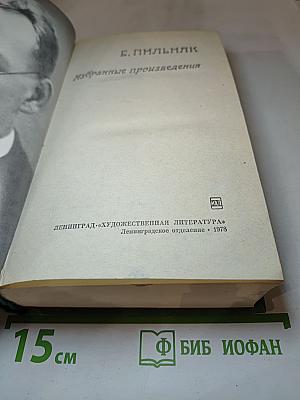 Б. ПИЛЬНЯК
Избранные произведения
ЛЕНИНГРАД «ХУДОЖЕСТВЕННАЯ ЛИТЕРАТУРА»
Ленинградское отделение • 1978
15 см
Ф БИБ ИОФАН